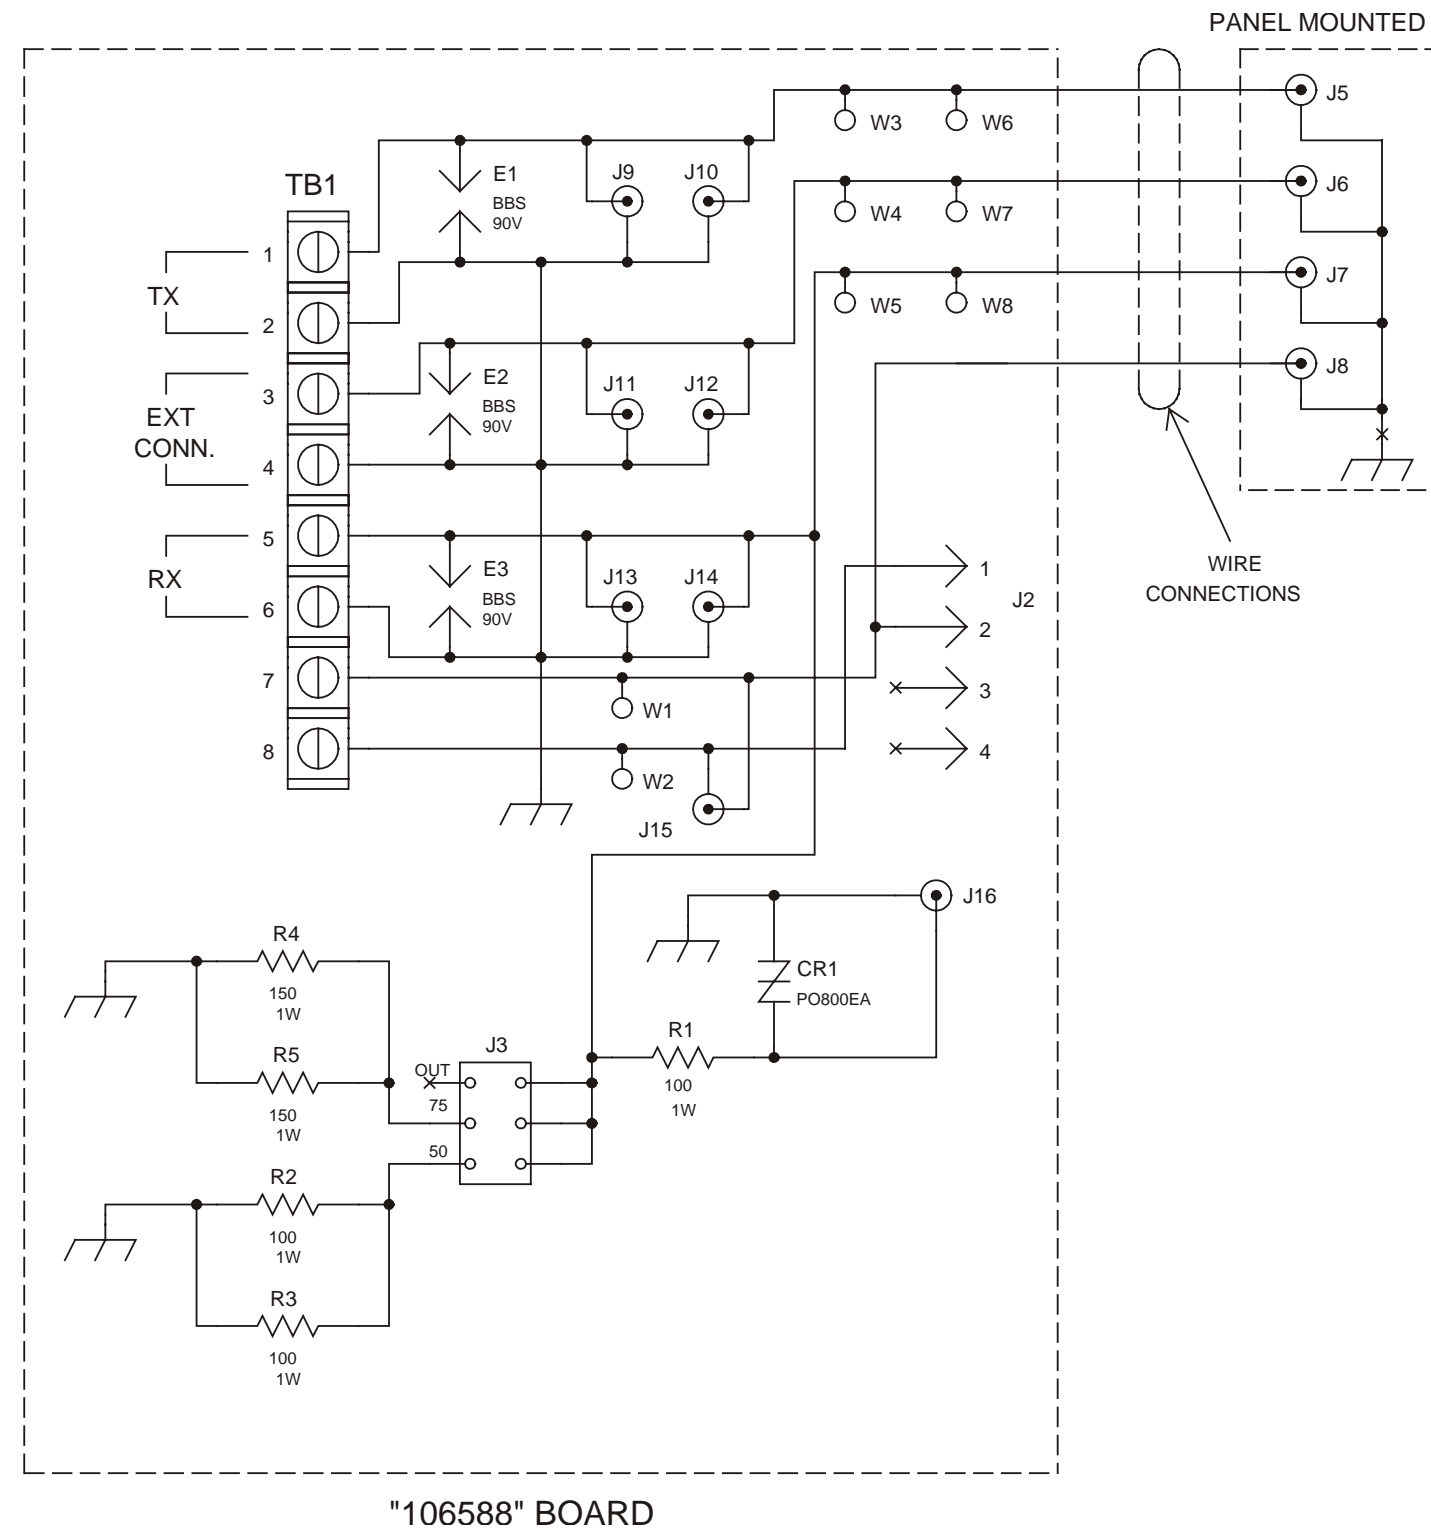 PANEL MOUNTED
J5
W3
W6
J9
J10
E1
BBS
90V
TB1
J6
W4
W7
1
TX
2
J7
W5
W8
J8
E2
BBS
90V
J11
J12
3
EXT
CONN.
4
5
RX
6
E3
BBS
90V
J13
J14
1
J2
2
3
4
WIRE
CONNECTIONS
7
W1
8
W2
J15
J16
R4
150
1W
CR1
PO800EA
R1
100
1W
J3
OUT
75
50
R5
150
1W
R2
100
1W
R3
100
1W
"106588" BOARD